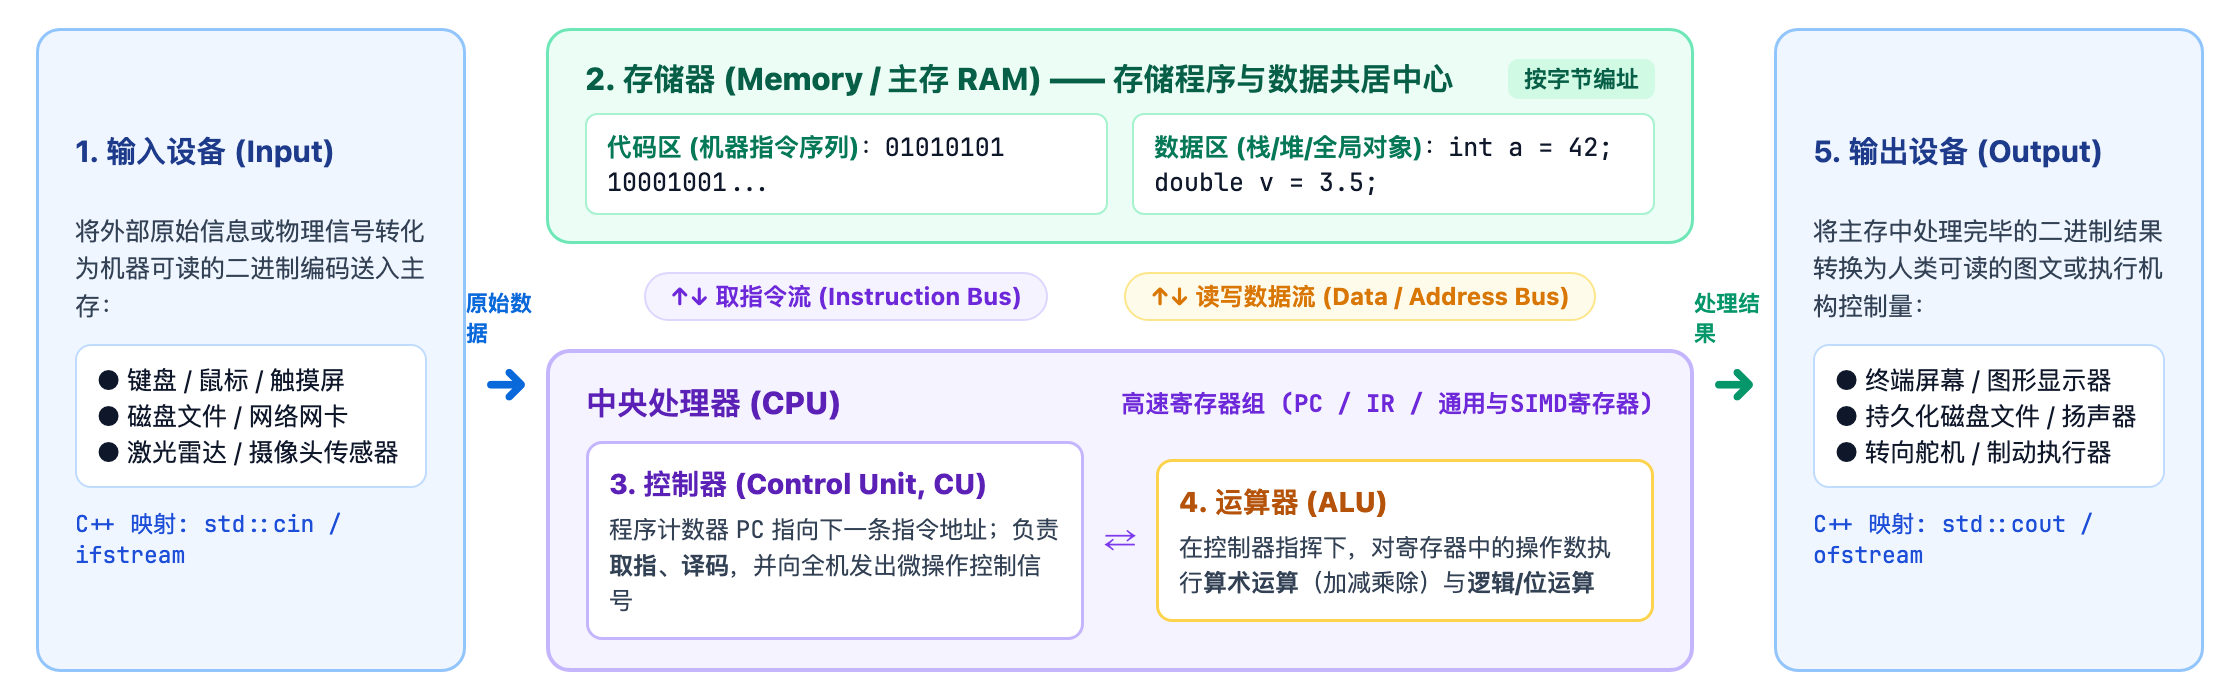 1. 输入设备 (Input)
将外部原始信息或物理信号转化
为机器可读的二进制编码送入主
存：
● 键盘 / 鼠标 / 触摸屏
● 磁盘文件 / 网络网卡
● 激光雷达 / 摄像头传感器
C++ 映射: std::cin /
ifstream
原始数
据
➔
2. 存储器 (Memory / 主存 RAM) —— 存储程序与数据共居中心
按字节编址
代码区 (机器指令序列)：01010101
10001001...
数据区 (栈/堆/全局对象)：int a = 42;
double v = 3.5;
↑↓ 取指令流 (Instruction Bus)
↑↓ 读写数据流 (Data / Address Bus)
中央处理器 (CPU)
高速寄存器组 (PC / IR / 通用与SIMD寄存器)
3. 控制器 (Control Unit, CU)
程序计数器 PC 指向下一条指令地址；负责
取指、译码，并向全机发出微操作控制信
号
⇄
4. 运算器 (ALU)
在控制器指挥下，对寄存器中的操作数执
行算术运算（加减乘除）与逻辑/位运算
处理结
果
➔
5. 输出设备 (Output)
将主存中处理完毕的二进制结果
转换为人类可读的图文或执行机
构控制量：
● 终端屏幕 / 图形显示器
● 持久化磁盘文件 / 扬声器
● 转向舵机 / 制动执行器
C++ 映射: std::cout /
ofstream